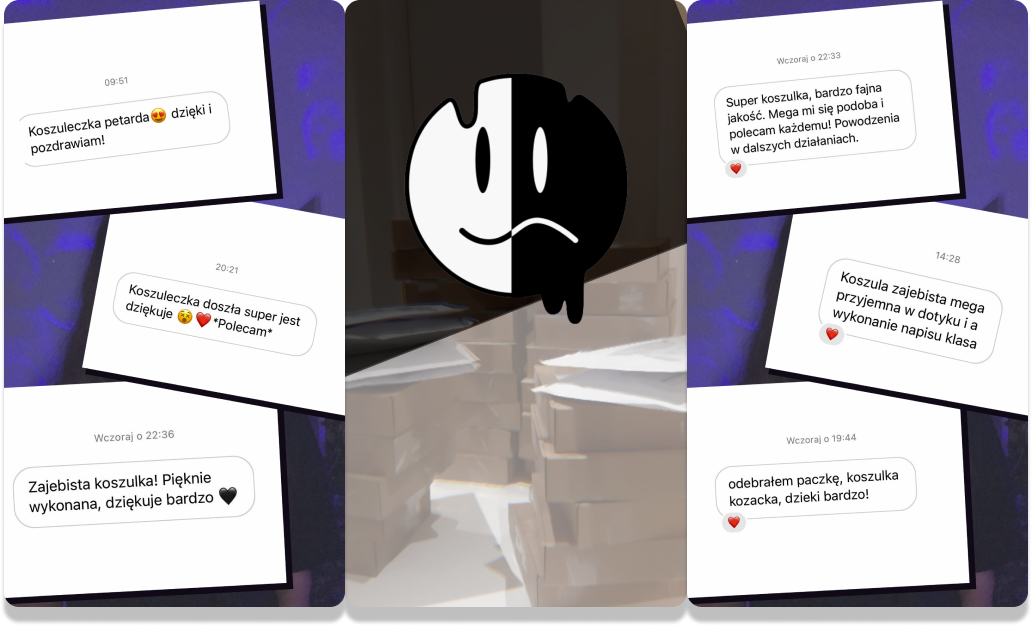 09:51
Koszuleczka petarda😍 dzięki i
pozdrawiam!
20:21
Koszuleczka doszła super jest
dziękuje 😵❤️*Polecam*
Wczoraj o 22:36
Zajebista koszulka! Pięknie
wykonana, dziękuje bardzo 🖤
Wczoraj o 22:33
Super koszulka, bardzo fajna
jakość. Mega mi się podoba i
polecam każdemu! Powodzenia
w dalszych działaniach.
❤️
14:28
Koszula zajebista mega
przyjemna w dotyku i a
wykonanie napisu klasa
❤️
Wczoraj o 19:44
odebrałem paczkę, koszulka
kozacka, dzieki bardzo!
❤️